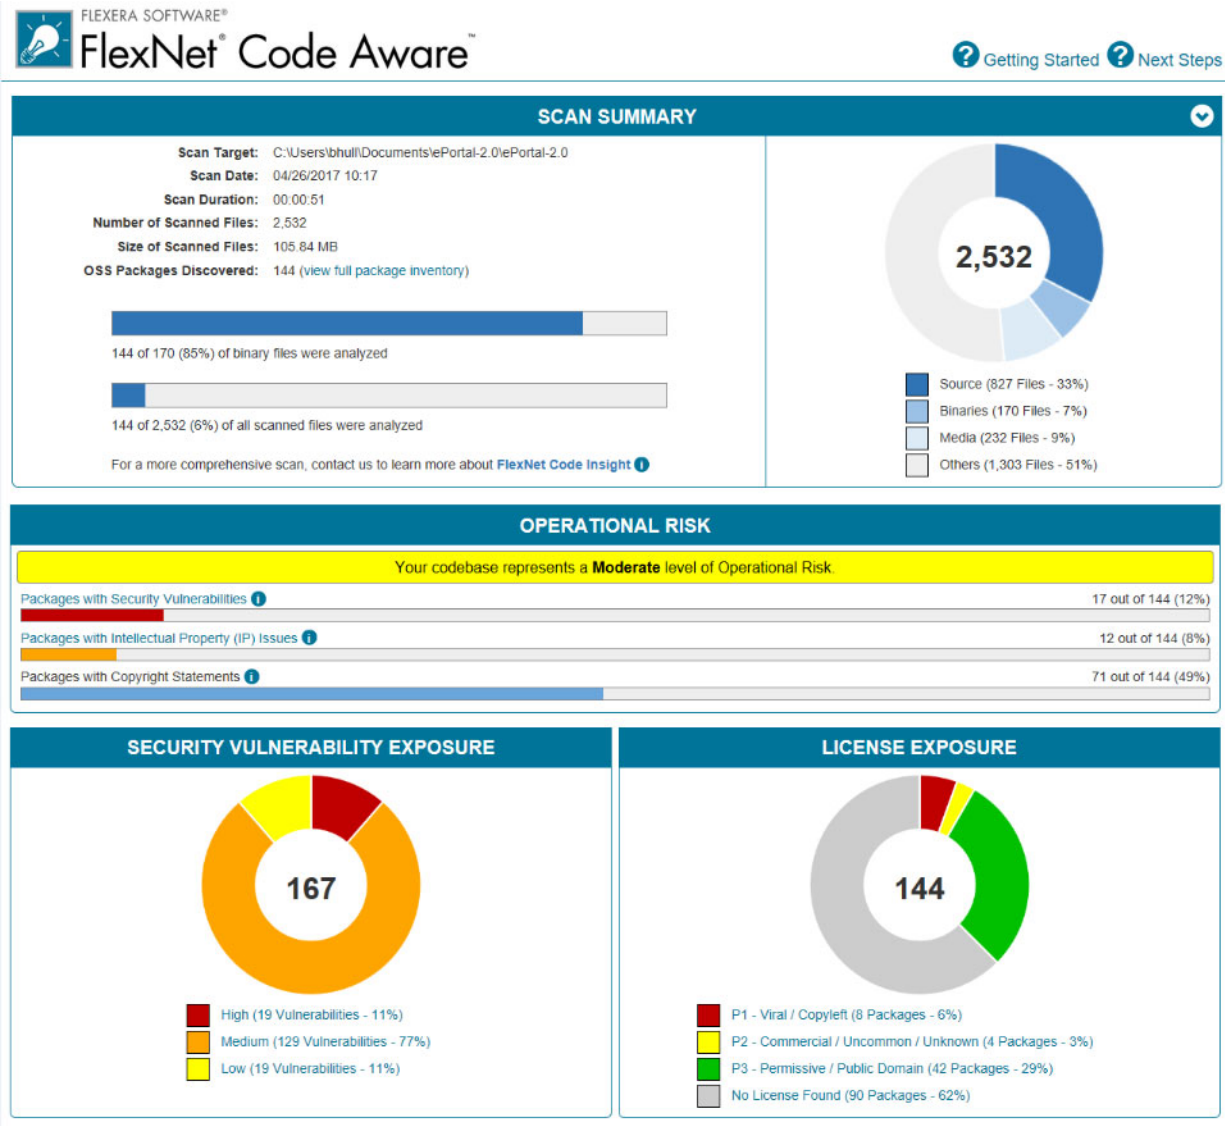 FLEXERA SOFTWARE®
FlexNet® Code Aware™
? Getting Started ? Next Steps
SCAN SUMMARY
Scan Target: C:\Users\bhull\Documents\ePortal-2.0\ePortal-2.0
Scan Date: 04/26/2017 10:17
Scan Duration: 00:00:51
Number of Scanned Files: 2,532
Size of Scanned Files: 105.84 MB
OSS Packages Discovered: 144 (view full package inventory)
144 of 170 (85%) of binary files were analyzed
144 of 2,532 (6%) of all scanned files were analyzed
For a more comprehensive scan, contact us to learn more about FlexNet Code Insight i
2,532
Source (827 Files - 33%)
Binaries (170 Files - 7%)
Media (232 Files - 9%)
Others (1,303 Files - 51%)
OPERATIONAL RISK
Your codebase represents a Moderate level of Operational Risk.
Packages with Security Vulnerabilities i 17 out of 144 (12%)
Packages with Intellectual Property (IP) Issues i 12 out of 144 (8%)
Packages with Copyright Statements i 71 out of 144 (49%)
SECURITY VULNERABILITY EXPOSURE
167
High (19 Vulnerabilities - 11%)
Medium (129 Vulnerabilities - 77%)
Low (19 Vulnerabilities - 11%)
LICENSE EXPOSURE
144
P1 - Viral / Copyleft (8 Packages - 6%)
P2 - Commercial / Uncommon / Unknown (4 Packages - 3%)
P3 - Permissive / Public Domain (42 Packages - 29%)
No License Found (90 Packages - 62%)